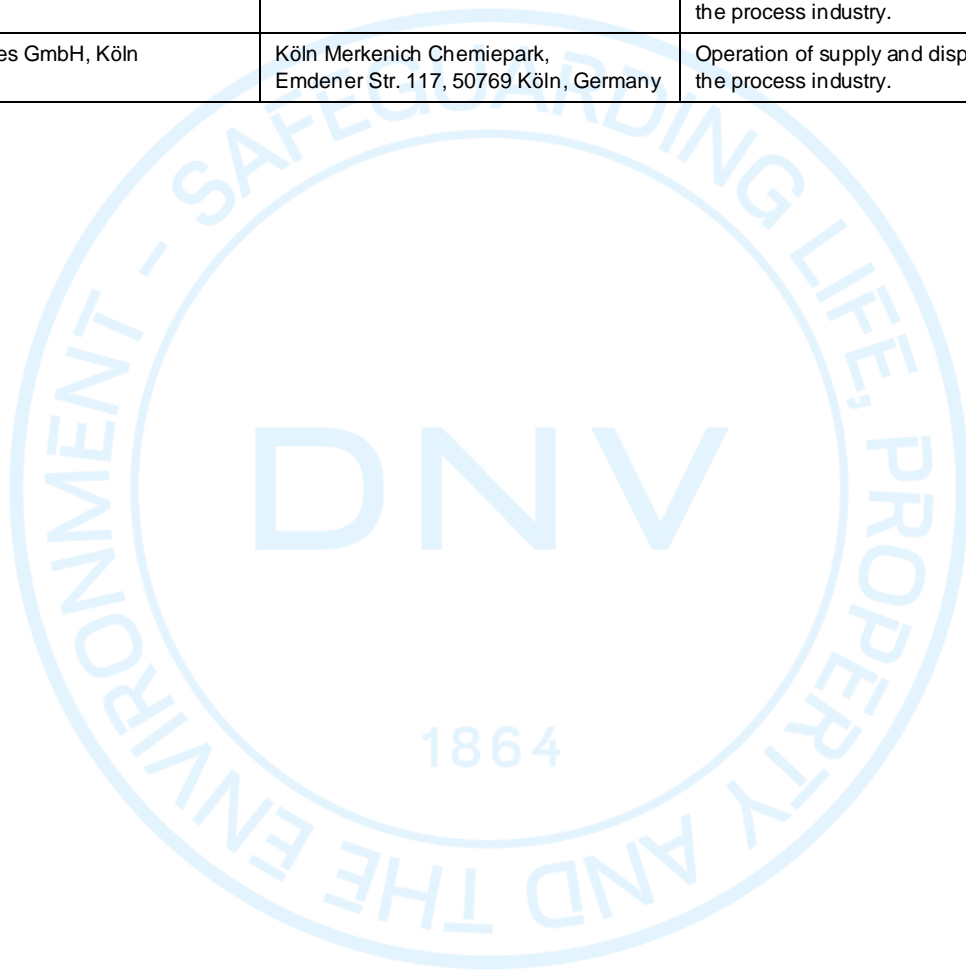 the process industry.
es GmbH, Köln
Köln Merkenich Chemiepark,
Emdener Str. 117, 50769 Köln, Germany
Operation of supply and disp
the process industry.
SAFEGUARDING LIFE, PROPERTY AND THE ENVIRONMENT -
DNV
1864